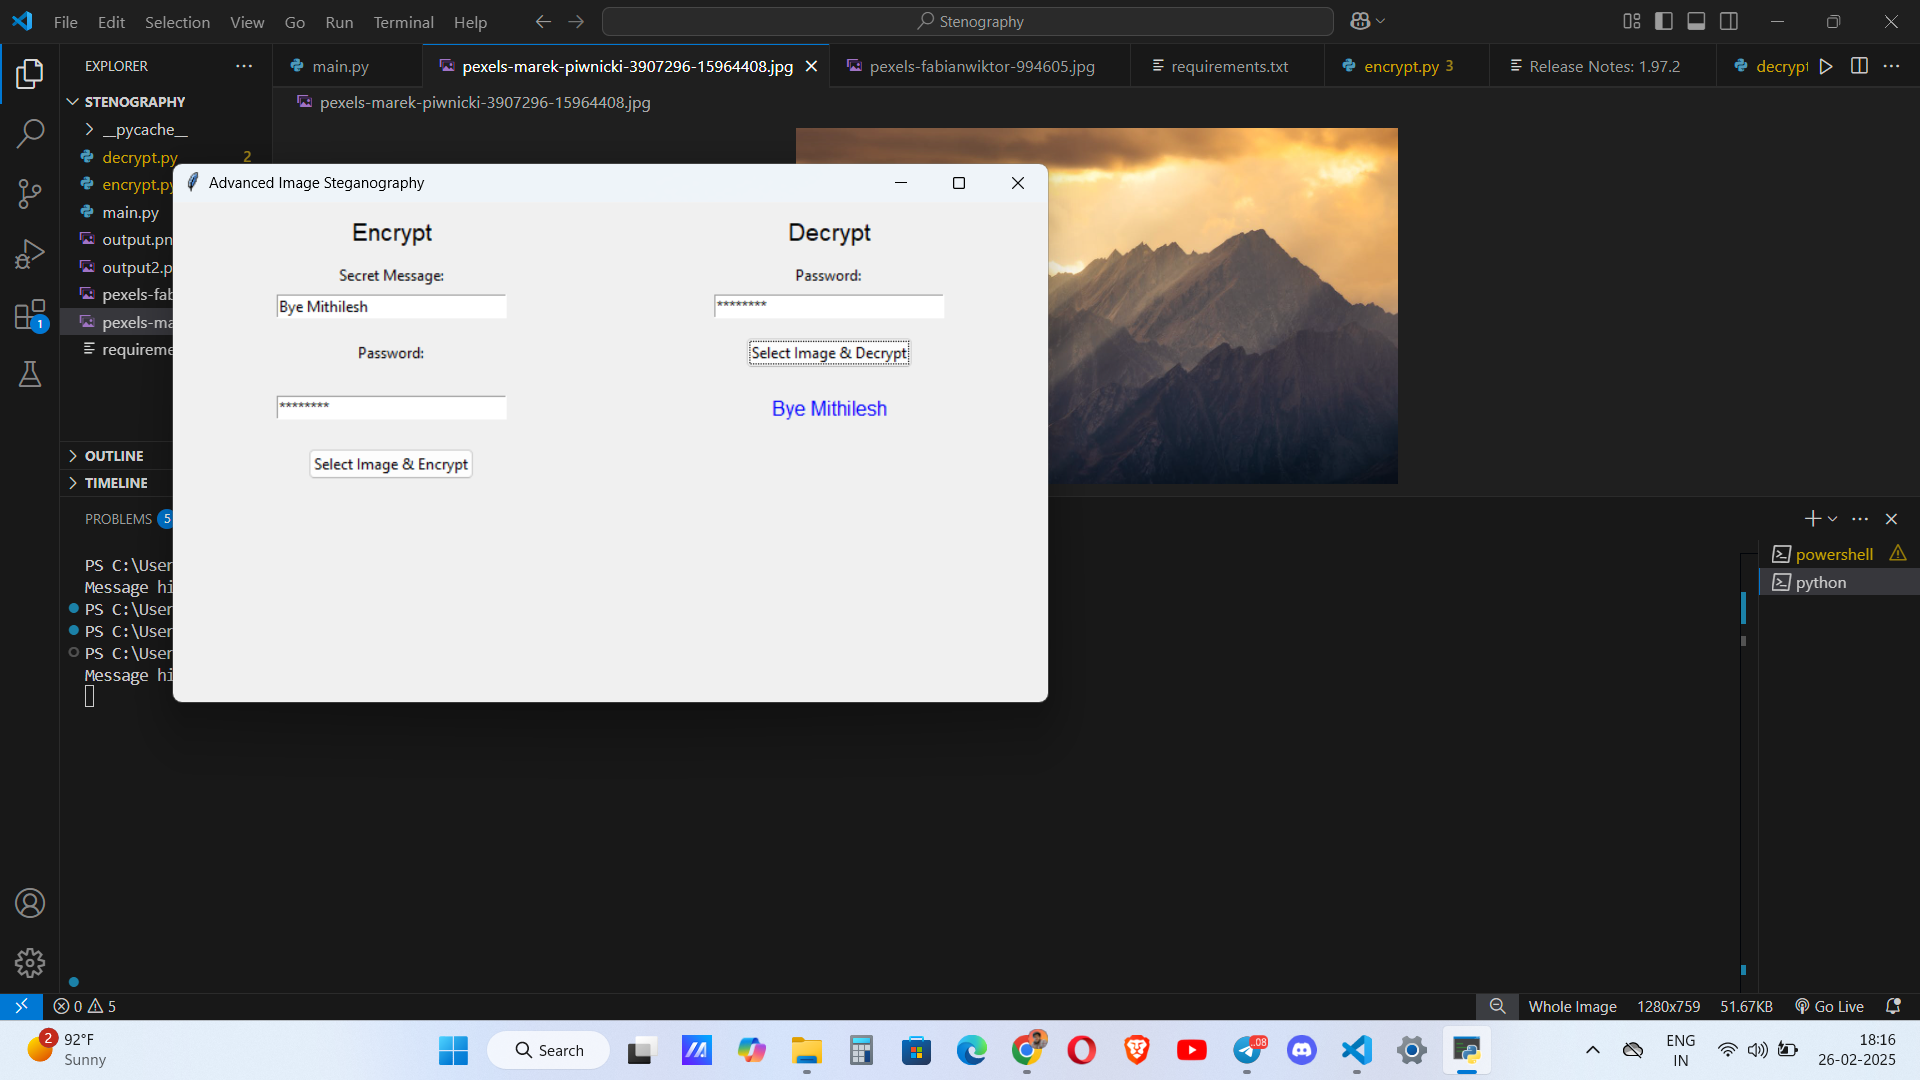 File Edit Selection View Go Run Terminal Help
Stenography
EXPLORER
main.py
pexels-marek-piwnicki-3907296-15964408.jpg
pexels-fabianwiktor-994605.jpg
requirements.txt
encrypt.py 3
Release Notes: 1.97.2
decrypt
STENOGRAPHY
pexels-marek-piwnicki-3907296-15964408.jpg
__pycache__
decrypt.py 2
encrypt.py
main.py
output.pn
output2.p
pexels-fab
pexels-ma
requireme
OUTLINE
TIMELINE
1
Advanced Image Steganography
Encrypt
Secret Message:
Bye Mithilesh
Password:
********
Select Image & Encrypt
Decrypt
Password:
********
Select Image & Decrypt
Bye Mithilesh
PROBLEMS 5
PS C:\User
Message hi
PS C:\User
PS C:\User
PS C:\User
Message hi
powershell
python
0 5
Whole Image 1280x759 51.67KB Go Live
2
92°F
Sunny
Search
08
ENG
IN
18:16
26-02-2025